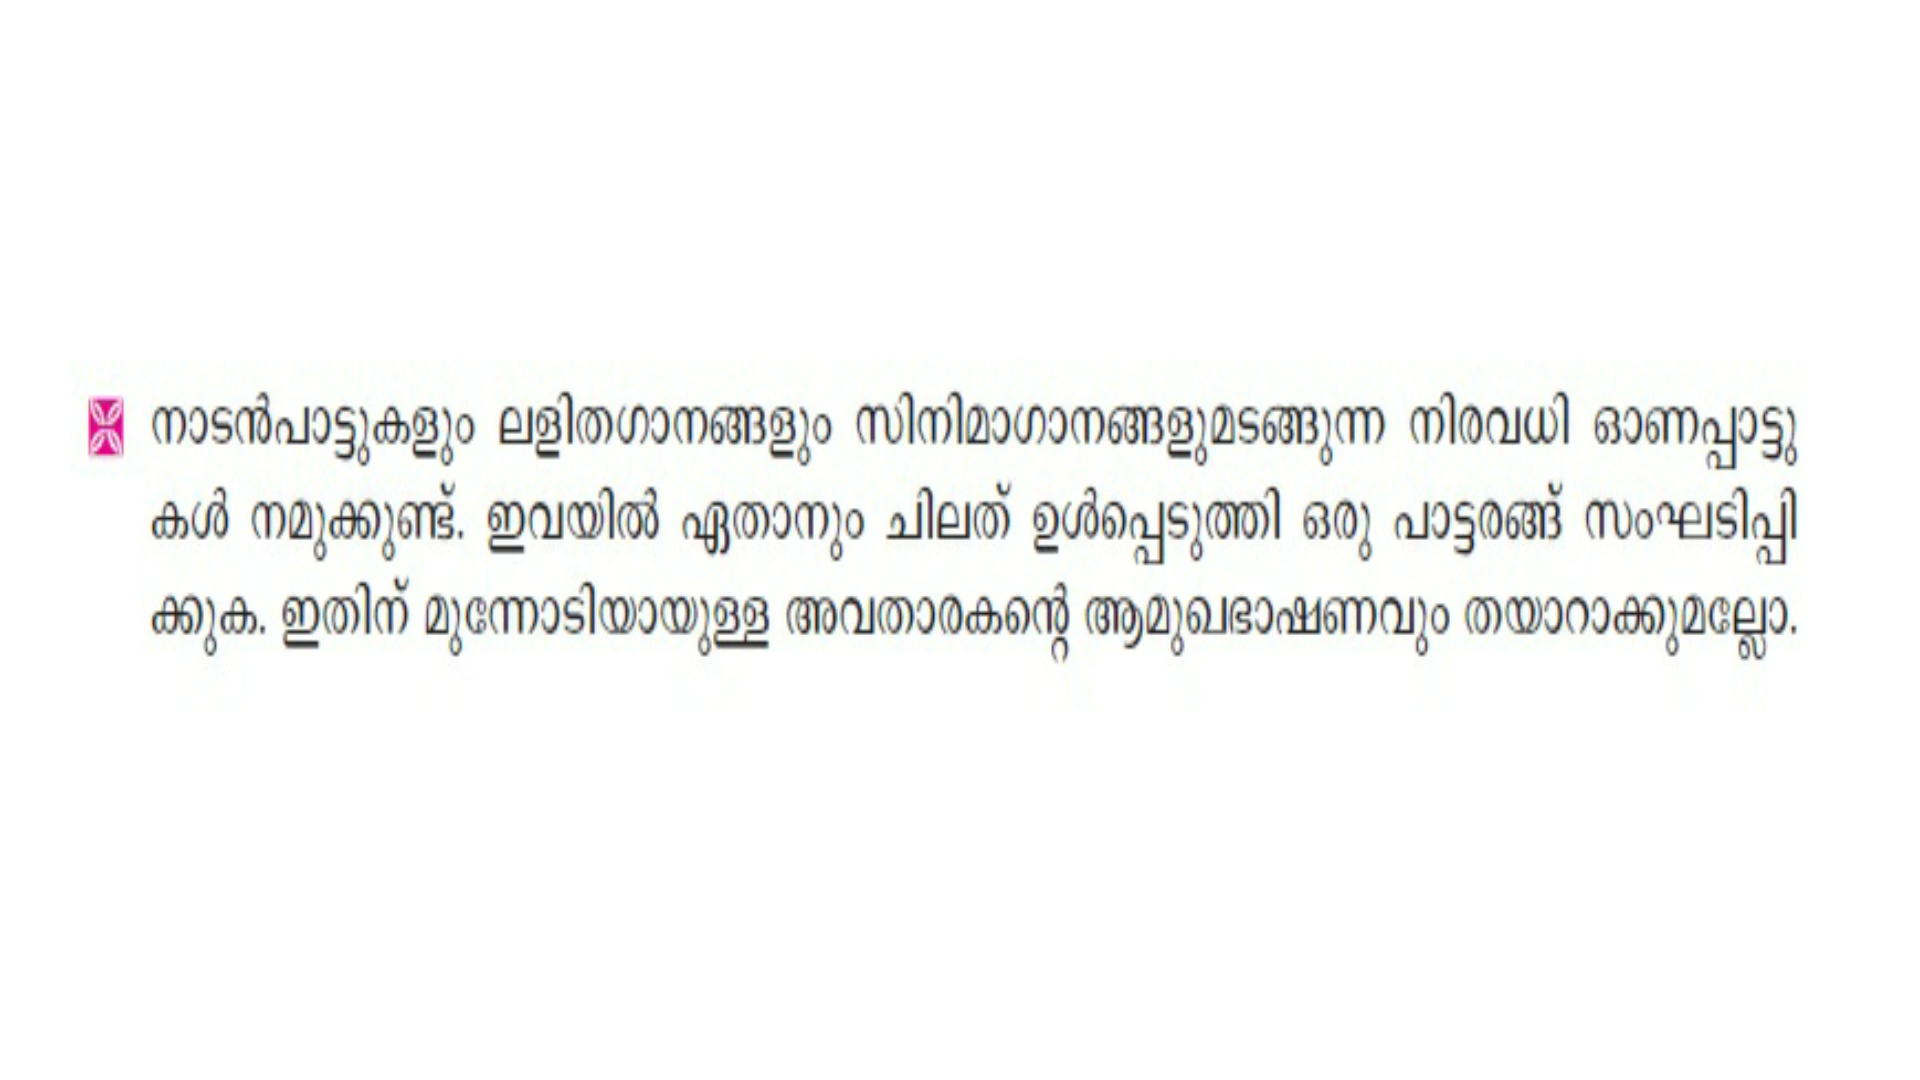 നാടൻപാട്ടുകളും ലളിതഗാനങ്ങളും സിനിമാഗാനങ്ങളുമടങ്ങുന്ന നിരവധി ഓണപ്പാട്ടു
കൾ നമുക്കുണ്ട്. ഇവയിൽ ഏതാനും ചിലത് ഉൾപ്പെടുത്തി ഒരു പാട്ടരങ്ങ് സംഘടിപ്പി
ക്കുക. ഇതിന് മുന്നോടിയായുള്ള അവതാരകന്റെ ആമുഖഭാഷണവും തയാറാക്കുമല്ലോ.